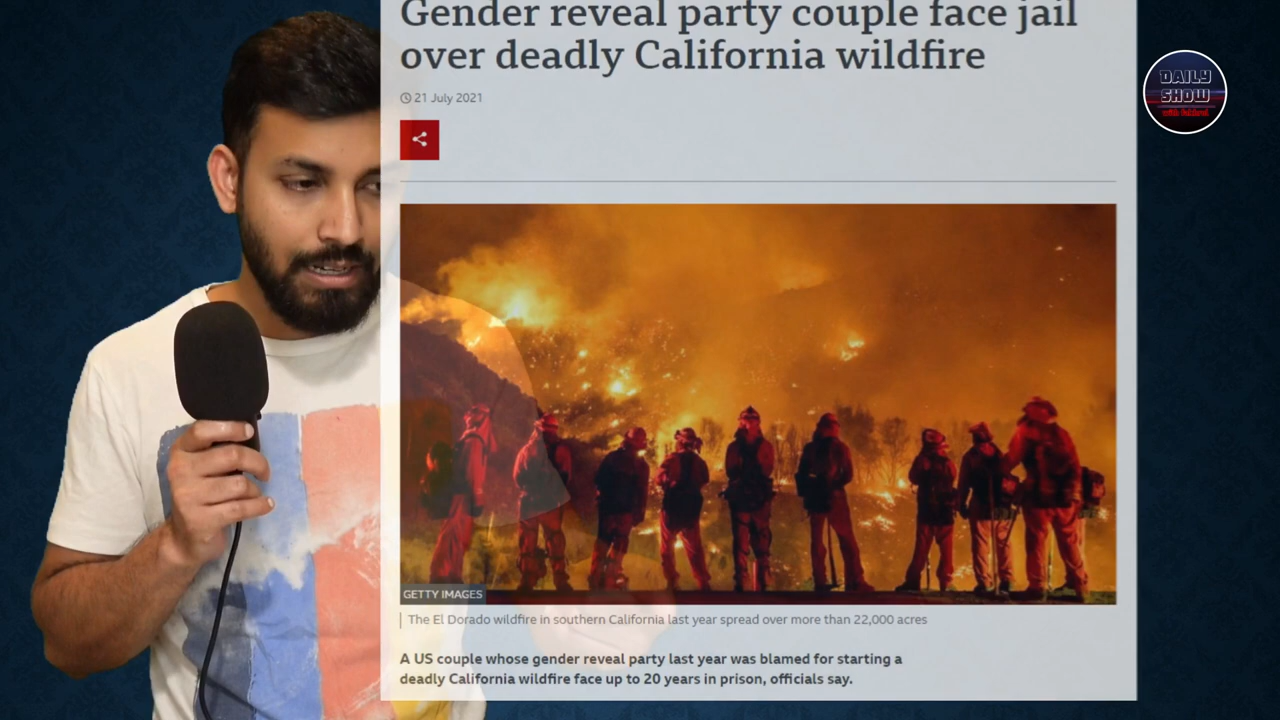 Gender reveal party couple face jail
over deadly California wildfire
21 July 2021
DAILY
SHOW
GETTY IMAGES
The El Dorado wildfire in southern California last year spread over more than 22,000 acres
A US couple whose gender reveal party last year was blamed for starting a
deadly California wildfire face up to 20 years in prison, officials say.